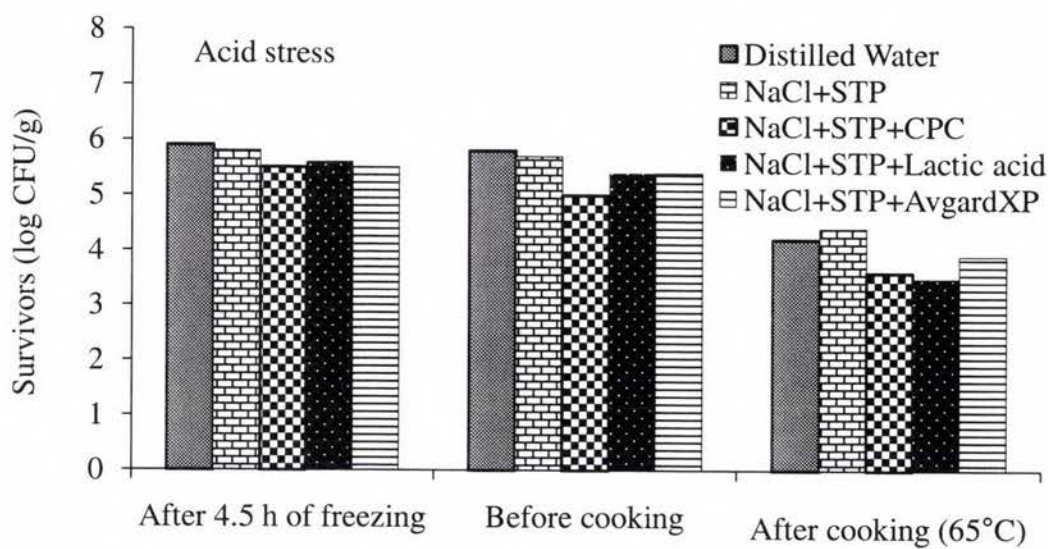 8
7
6
5
4
3
2
1
0
Survivors (log CFU/g)
Acid stress
Distilled Water
NaCl+STP
NaCl+STP+CPC
NaCl+STP+Lactic acid
NaCl+STP+AvgardXP
After 4.5 h of freezing
Before cooking
After cooking (65°C)